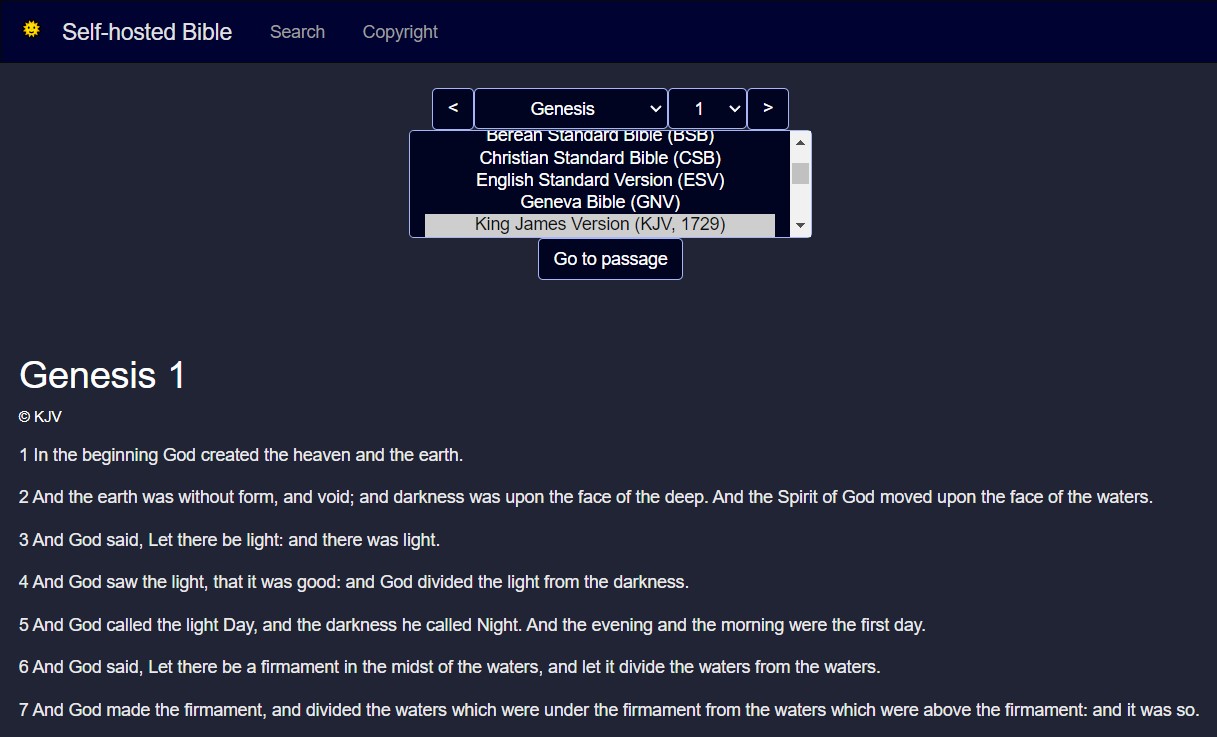 Self-hosted Bible Search Copyright
< Genesis 1 >
Berean Standard Bible (BSB)
Christian Standard Bible (CSB)
English Standard Version (ESV)
Geneva Bible (GNV)
King James Version (KJV, 1729)
Go to passage
Genesis 1
© KJV
1 In the beginning God created the heaven and the earth.
2 And the earth was without form, and void; and darkness was upon the face of the deep. And the Spirit of God moved upon the face of the waters.
3 And God said, Let there be light: and there was light.
4 And God saw the light, that it was good: and God divided the light from the darkness.
5 And God called the light Day, and the darkness he called Night. And the evening and the morning were the first day.
6 And God said, Let there be a firmament in the midst of the waters, and let it divide the waters from the waters.
7 And God made the firmament, and divided the waters which were under the firmament from the waters which were above the firmament: and it was so.